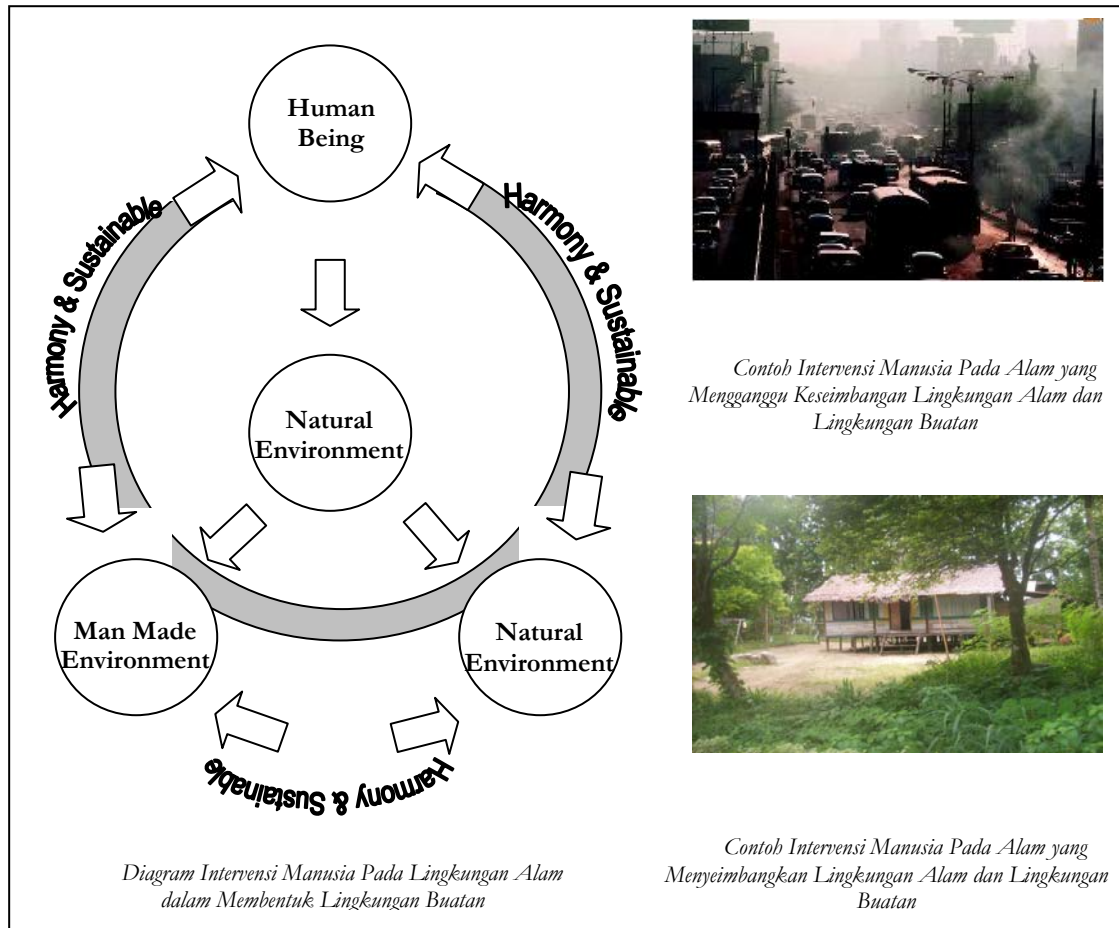 Human
Being
Harmony & Sustainable
Harmony & Sustainable
Natural
Environment
Man Made
Environment
Natural
Environment
Harmony & Sustainable
Diagram Intervensi Manusia Pada Lingkungan Alam
dalam Membentuk Lingkungan Buatan
Contoh Intervensi Manusia Pada Alam yang
Mengganggu Keseimbangan Lingkungan Alam dan
Lingkungan Buatan
Contoh Intervensi Manusia Pada Alam yang
Menyeimbangkan Lingkungan Alam dan Lingkungan
Buatan